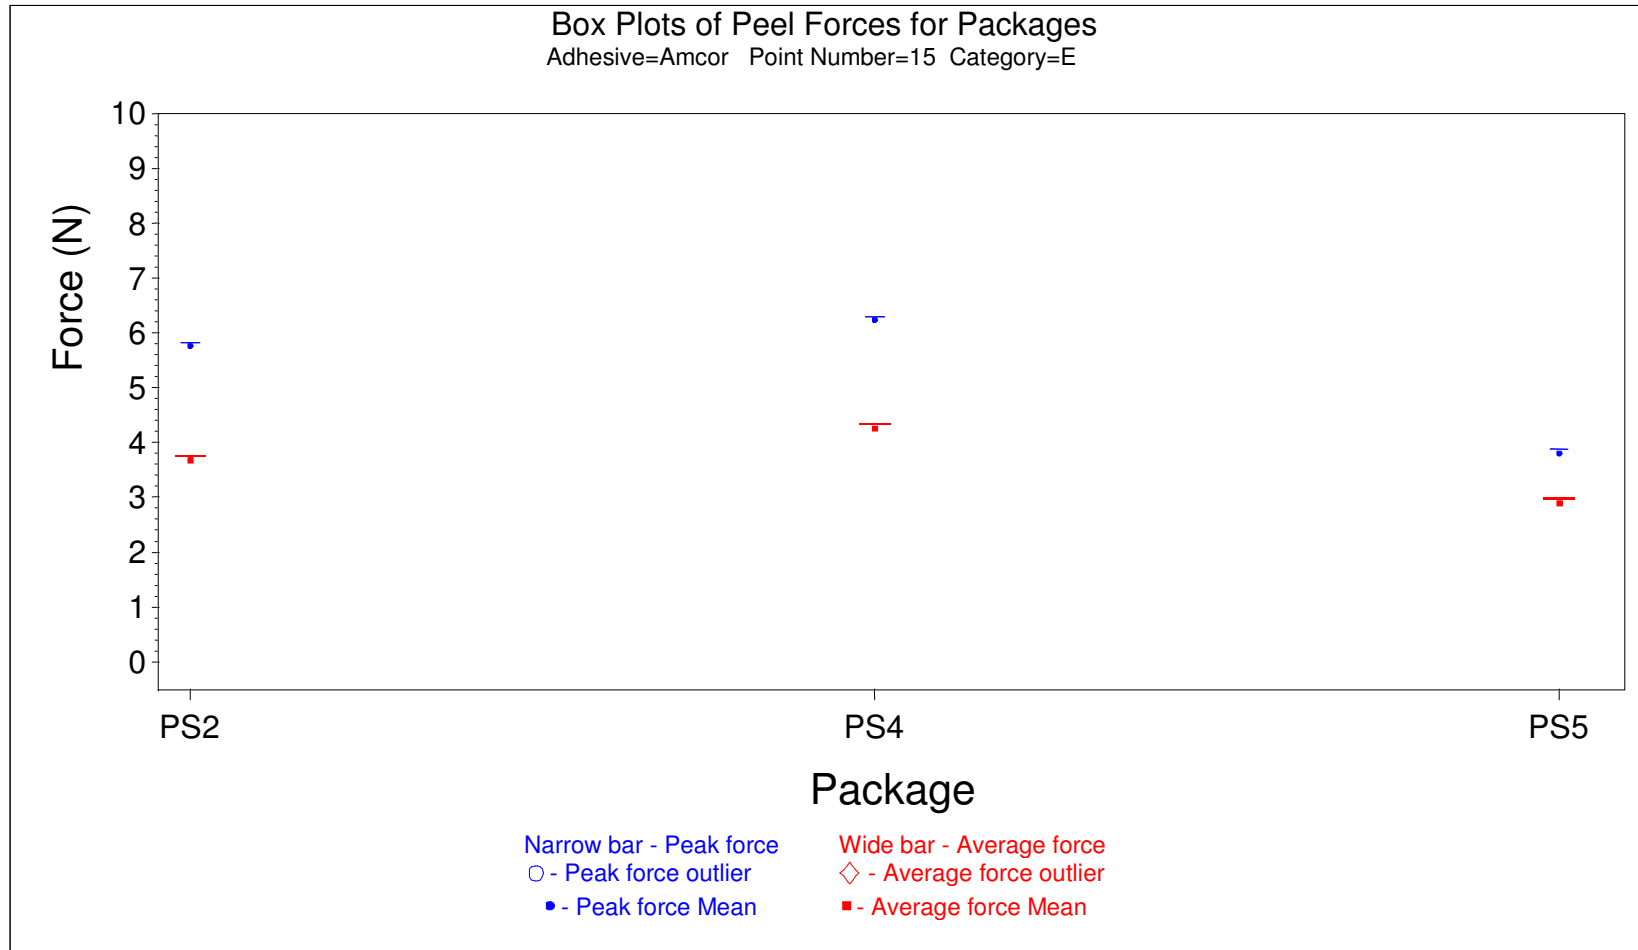 Box Plots of Peel Forces for Packages
Adhesive=Amcor Point Number=15 Category=E
10
9
8
7
6
5
4
3
2
1
0
Force (N)
PS2 PS4 PS5
Package
Narrow bar - Peak force Wide bar - Average force
- Peak force outlier - Average force outlier
- Peak force Mean - Average force Mean